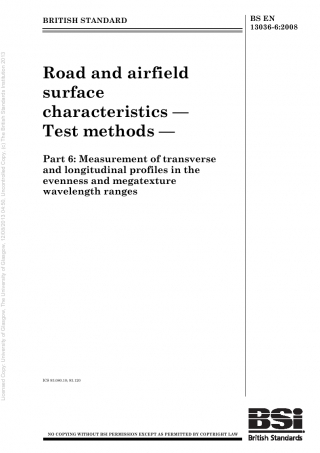 BRITISH STANDARD
BS EN
13036-6:2008
Road and airfield
surface
characteristics —
Test methods —
Part 6: Measurement of transverse
and longitudinal profiles in the
evenness and megatexture
wavelength ranges
NO COPYING WITHOUT BSI PERMISSION EXCEPT AS PERMITTED BY COPYRIGHT LAW
BSi
British Standards